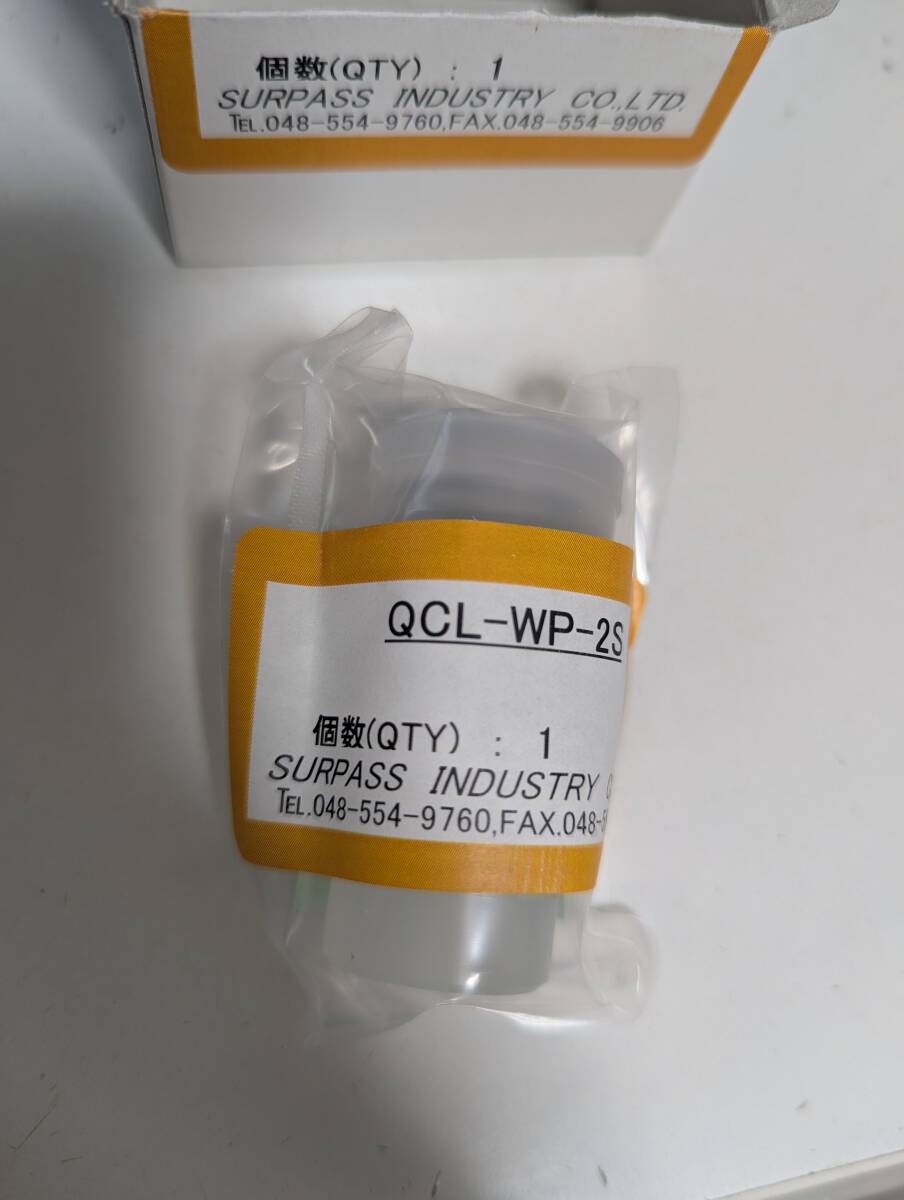 個数(QTY) : 1
SURPASS INDUSTRY CO.,LTD.
TEL.048-554-9760,FAX.048-554-9906
QCL-WP-2S
個数(QTY) : 1
SURPASS INDUSTRY
TEL.048-554-9760,FAX.048-